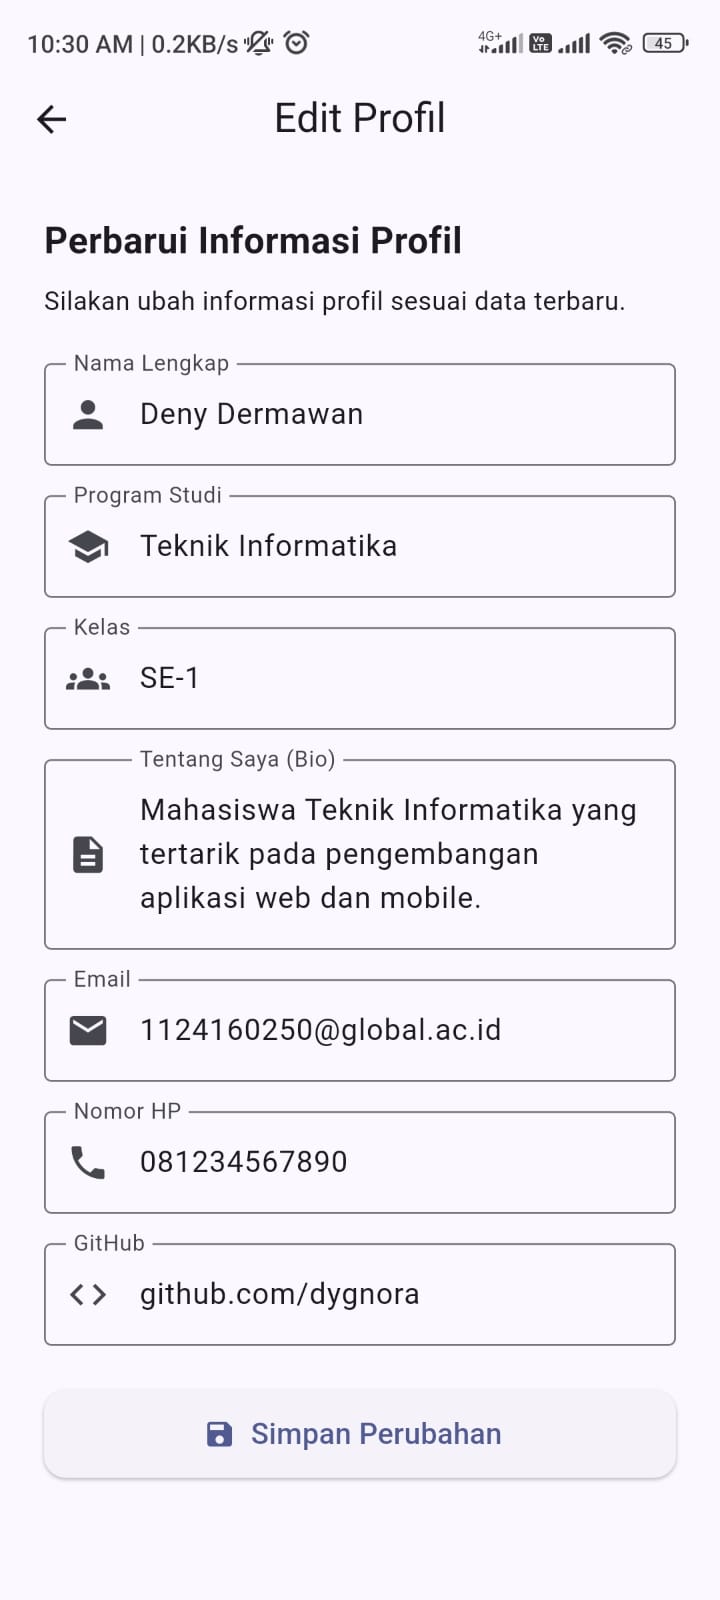 10:30 AM | 0.2KB/s
4G+
Vo
LTE
45
Edit Profil
Perbarui Informasi Profil
Silakan ubah informasi profil sesuai data terbaru.
Nama Lengkap
Deny Dermawan
Program Studi
Teknik Informatika
Kelas
SE-1
Tentang Saya (Bio)
Mahasiswa Teknik Informatika yang
tertarik pada pengembangan
aplikasi web dan mobile.
Email
1124160250@global.ac.id
Nomor HP
081234567890
GitHub
github.com/dygnora
Simpan Perubahan